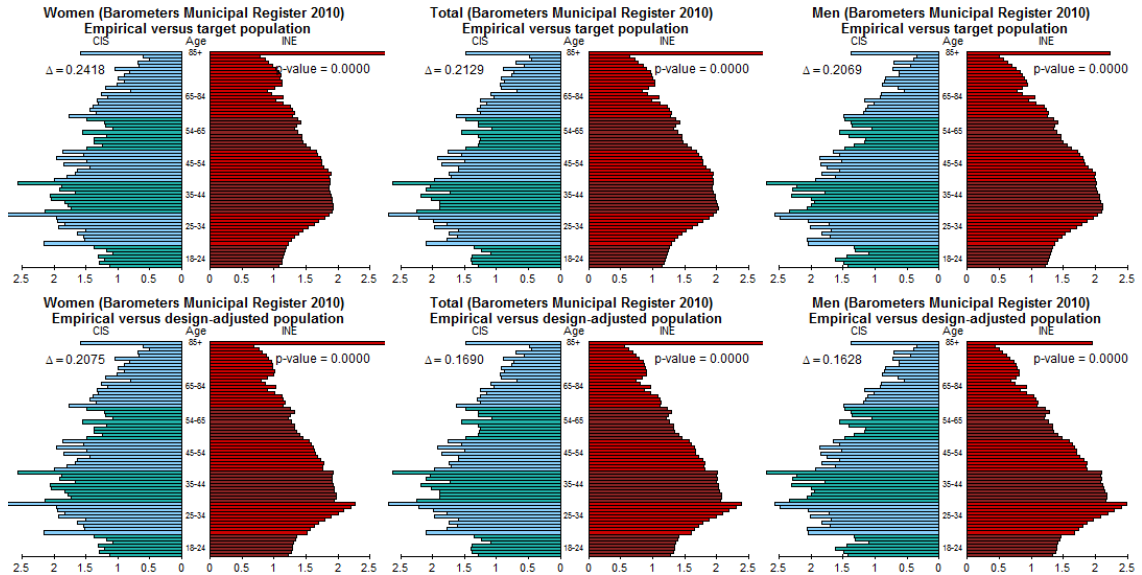 Women (Barometers Municipal Register 2010)
Empirical versus target population
CIS Age INE
Δ = 0.2418 p-value = 0.0000
85+
65-84
54-65
45-54
35-44
25-34
18-24
2.5 2 1.5 1 0.5 0 0 0.5 1 1.5 2 2.5
Total (Barometers Municipal Register 2010)
Empirical versus target population
CIS Age INE
Δ = 0.2129 p-value = 0.0000
85+
65-84
54-65
45-54
35-44
25-34
18-24
2.5 2 1.5 1 0.5 0 0 0.5 1 1.5 2 2.5
Men (Barometers Municipal Register 2010)
Empirical versus target population
CIS Age INE
Δ = 0.2069 p-value = 0.0000
85+
65-84
54-65
45-54
35-44
25-34
18-24
2.5 2 1.5 1 0.5 0 0 0.5 1 1.5 2 2.5
Women (Barometers Municipal Register 2010)
Empirical versus design-adjusted population
CIS Age INE
Δ = 0.2075 p-value = 0.0000
85+
65-84
54-65
45-54
35-44
25-34
18-24
2.5 2 1.5 1 0.5 0 0 0.5 1 1.5 2 2.5
Total (Barometers Municipal Register 2010)
Empirical versus design-adjusted population
CIS Age INE
Δ = 0.1690 p-value = 0.0000
85+
65-84
54-65
45-54
35-44
25-34
18-24
2.5 2 1.5 1 0.5 0 0 0.5 1 1.5 2 2.5
Men (Barometers Municipal Register 2010)
Empirical versus design-adjusted population
CIS Age INE
Δ = 0.1628 p-value = 0.0000
85+
65-84
54-65
45-54
35-44
25-34
18-24
2.5 2 1.5 1 0.5 0 0 0.5 1 1.5 2 2.5